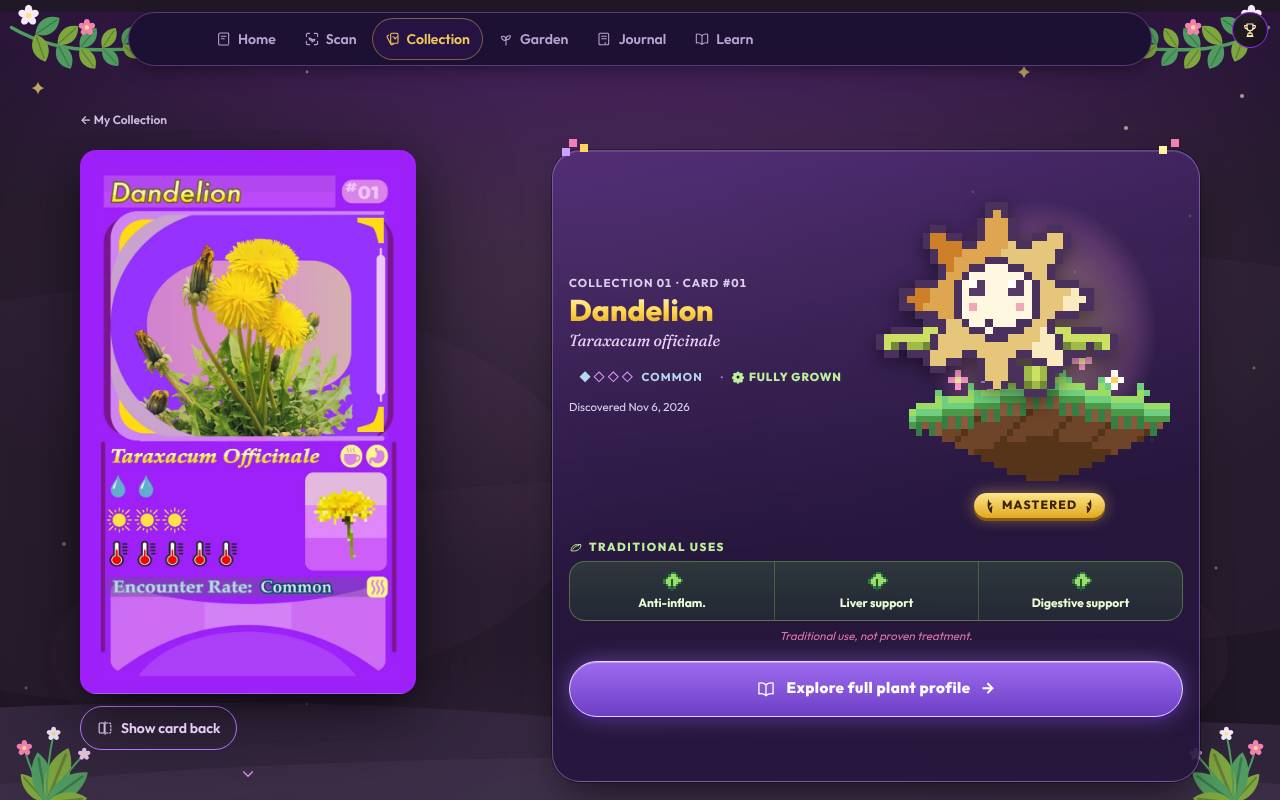 Home
Scan
Collection
Garden
Journal
Learn
← My Collection
Dandelion
#01
Taraxacum Officinale
Encounter Rate: Common
Show card back
COLLECTION 01 · CARD #01
Dandelion
Taraxacum officinale
COMMON · FULLY GROWN
Discovered Nov 6, 2026
MASTERED
TRADITIONAL USES
Anti-inflam.
Liver support
Digestive support
Traditional use, not proven treatment.
Explore full plant profile →